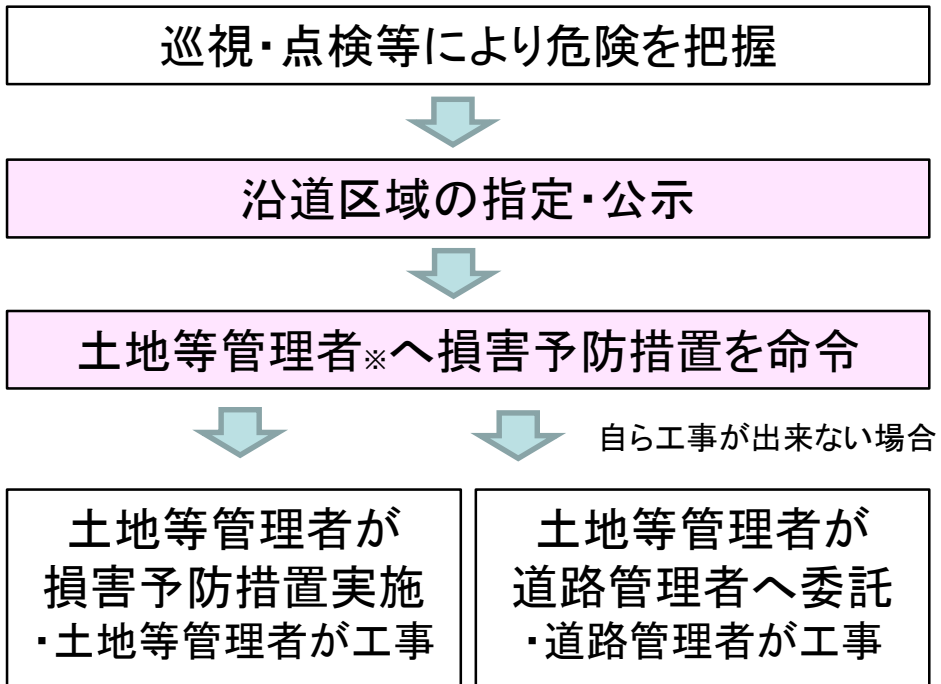 巡視・点検等により危険を把握
沿道区域の指定・公示
土地等管理者※へ損害予防措置を命令
自ら工事が出来ない場合
土地等管理者が
損害予防措置実施
・土地等管理者が工事
土地等管理者が
道路管理者へ委託
・道路管理者が工事